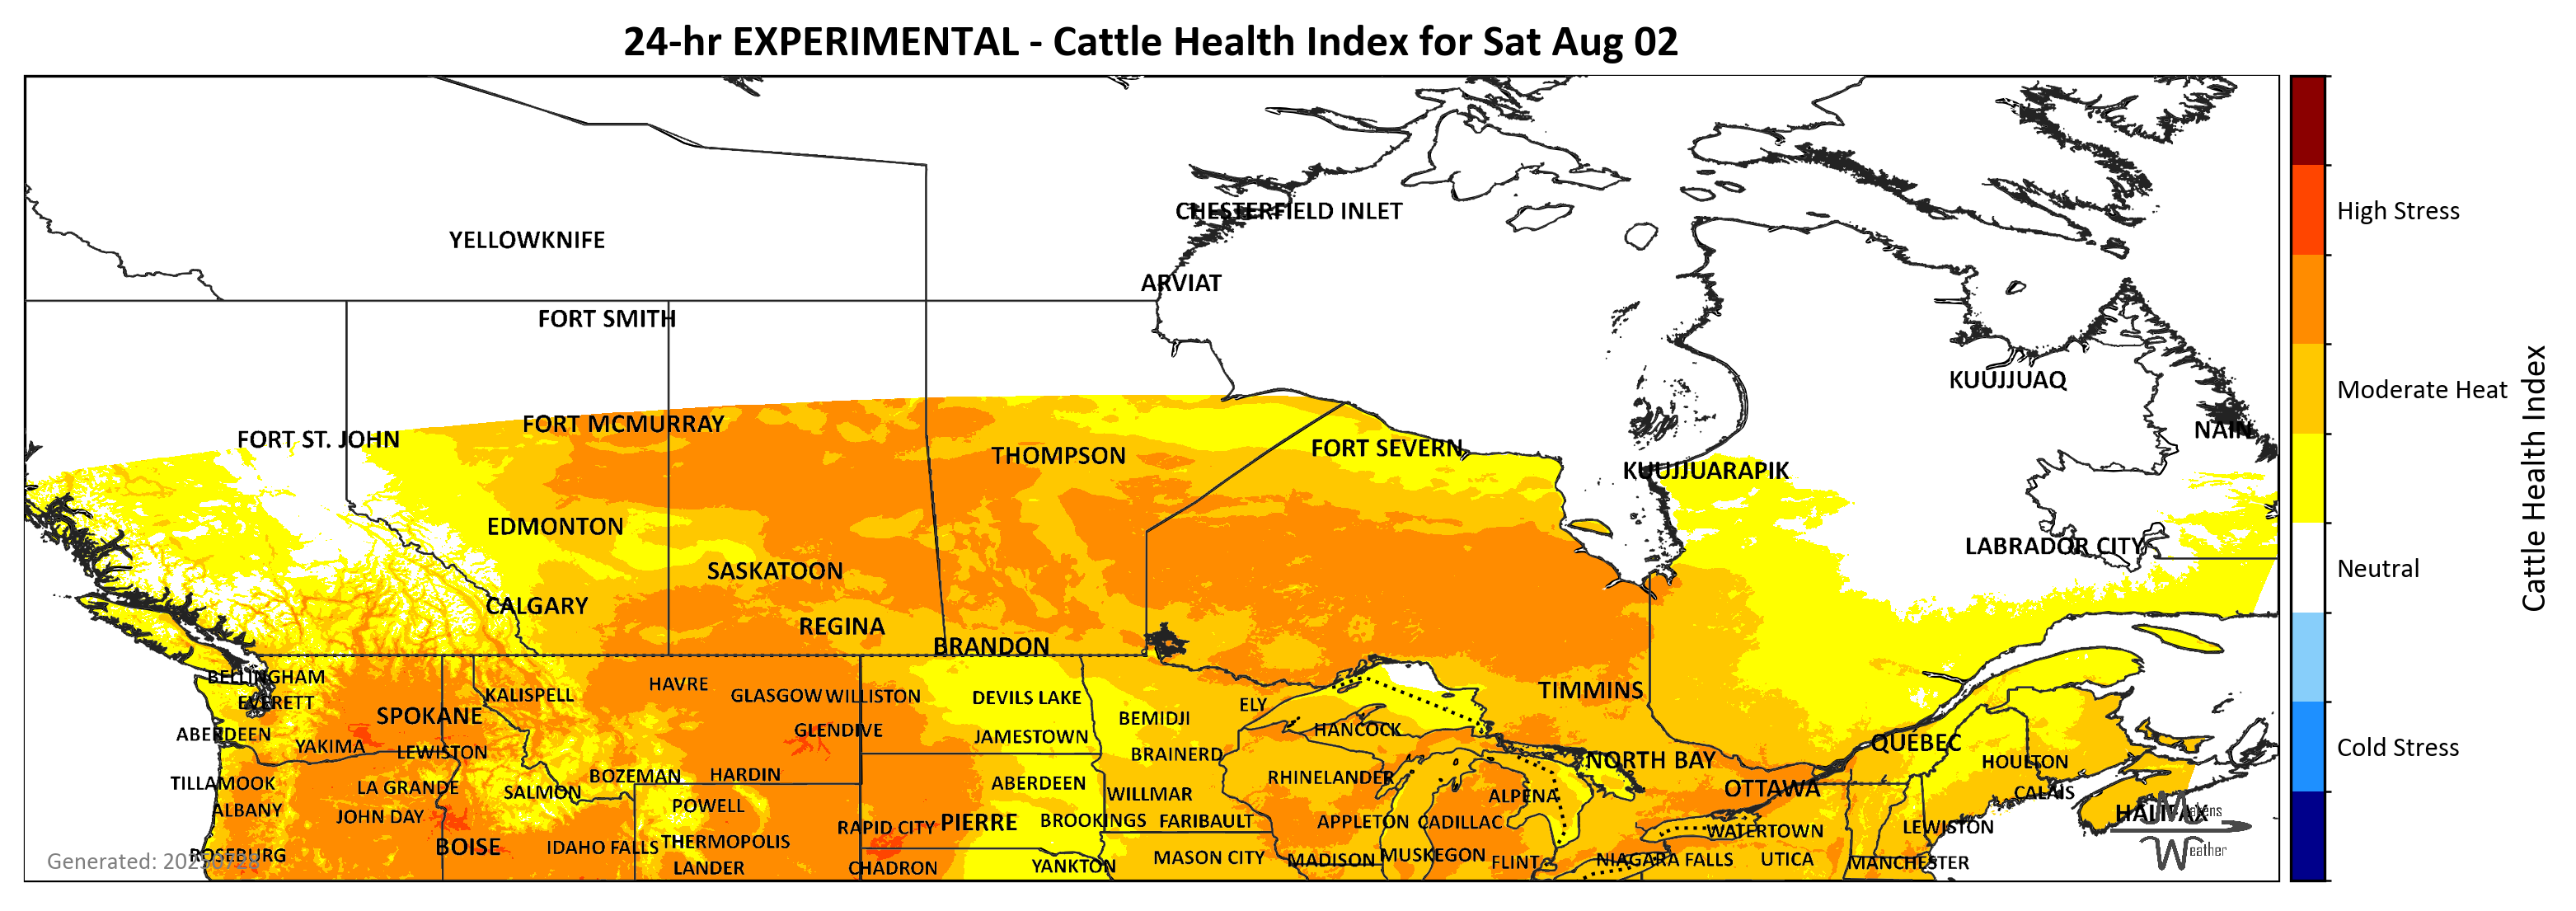 24-hr EXPERIMENTAL - Cattle Health Index for Sat Aug 02
CHESTERFIELD INLET
YELLOWKNIFE
High Stress
ARVIAT
FORT SMITH
KUUJJUAQ
Moderate Heat
FORT MCMURRAY
NAIN
FORT ST. JOHN
FORT SEVERN
THOMPSON
KUUJJUARAPIK
Cattle Health Index
EDMONTON
LABRADOR CITY
SASKATOON
Neutral
CALGARY
REGINA
BRANDON
BELLINGHAM
HAVRE
TIMMINS
KALISPELL
GLASGOW
WILLISTON
DEVILS LAKE
EVERETT
ELY
SPOKANE
BEMIDJI
ABERDEEN
GLENDIVE
HANCOCK
JAMESTOWN
QUEBEC
Cold Stress
YAKIMA
LEWISTON
BRAINERD
NORTH BAY
HOULTON
BOZEMAN
HARDIN
RHINELANDER
TILLAMOOK
LA GRANDE
SALMON
ABERDEEN
WILLMAR
ALPENA
OTTAWA
CALAIS
ALBANY
JOHN DAY
POWELL
HALIFAX
Makens
RAPID CITY
PIERRE
BROOKINGS
FARIBAULT
APPLETON
CADILLAC
WATERTOWN
LEWISTON
BOISE
IDAHO FALLS
THERMOPOLIS
Weather
ROSEBURG
Generated:
LANDER
CHADRON
YANKTON
MASON CITY
MADISON
MUSKEGON
FLINT
NIAGARA FALLS
UTICA
MANCHESTER